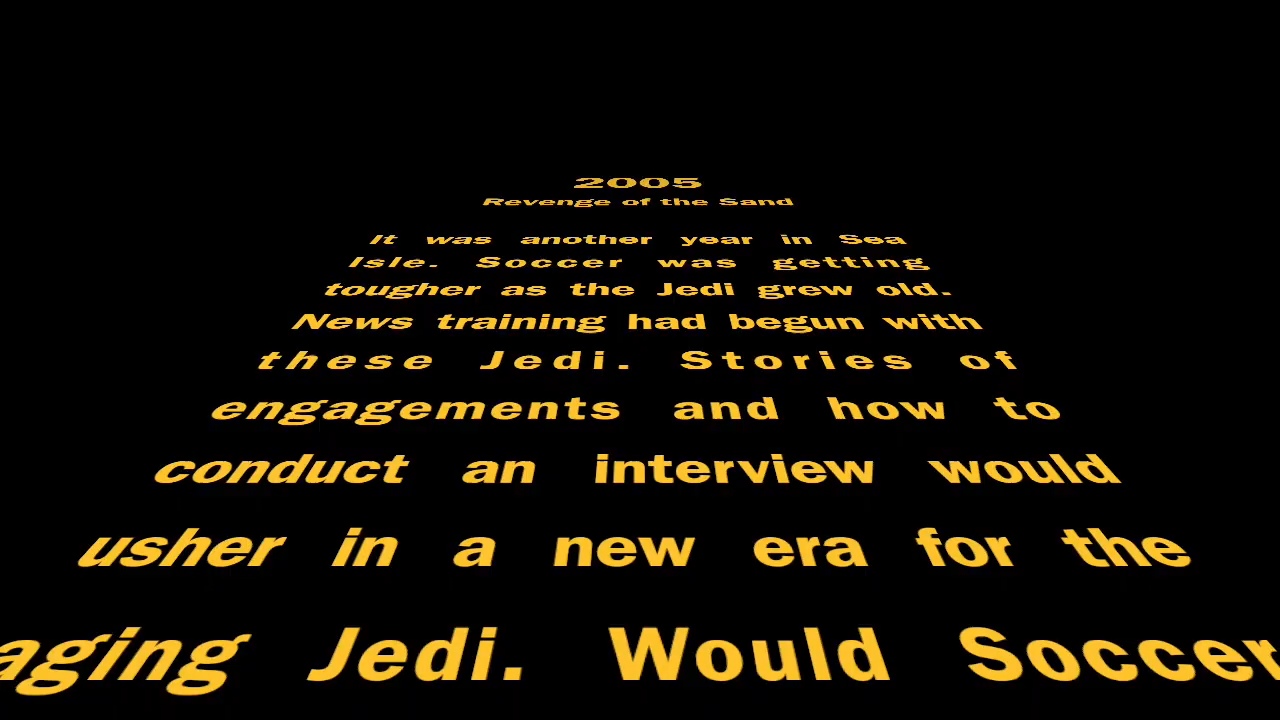 2005
Revenge of the Sand
It was another year in Sea
Isle. Soccer was getting
tougher as the Jedi grew old.
News training had begun with
these Jedi. Stories of
engagements and how to
conduct an interview would
usher in a new era for the
aging Jedi. Would Soccer